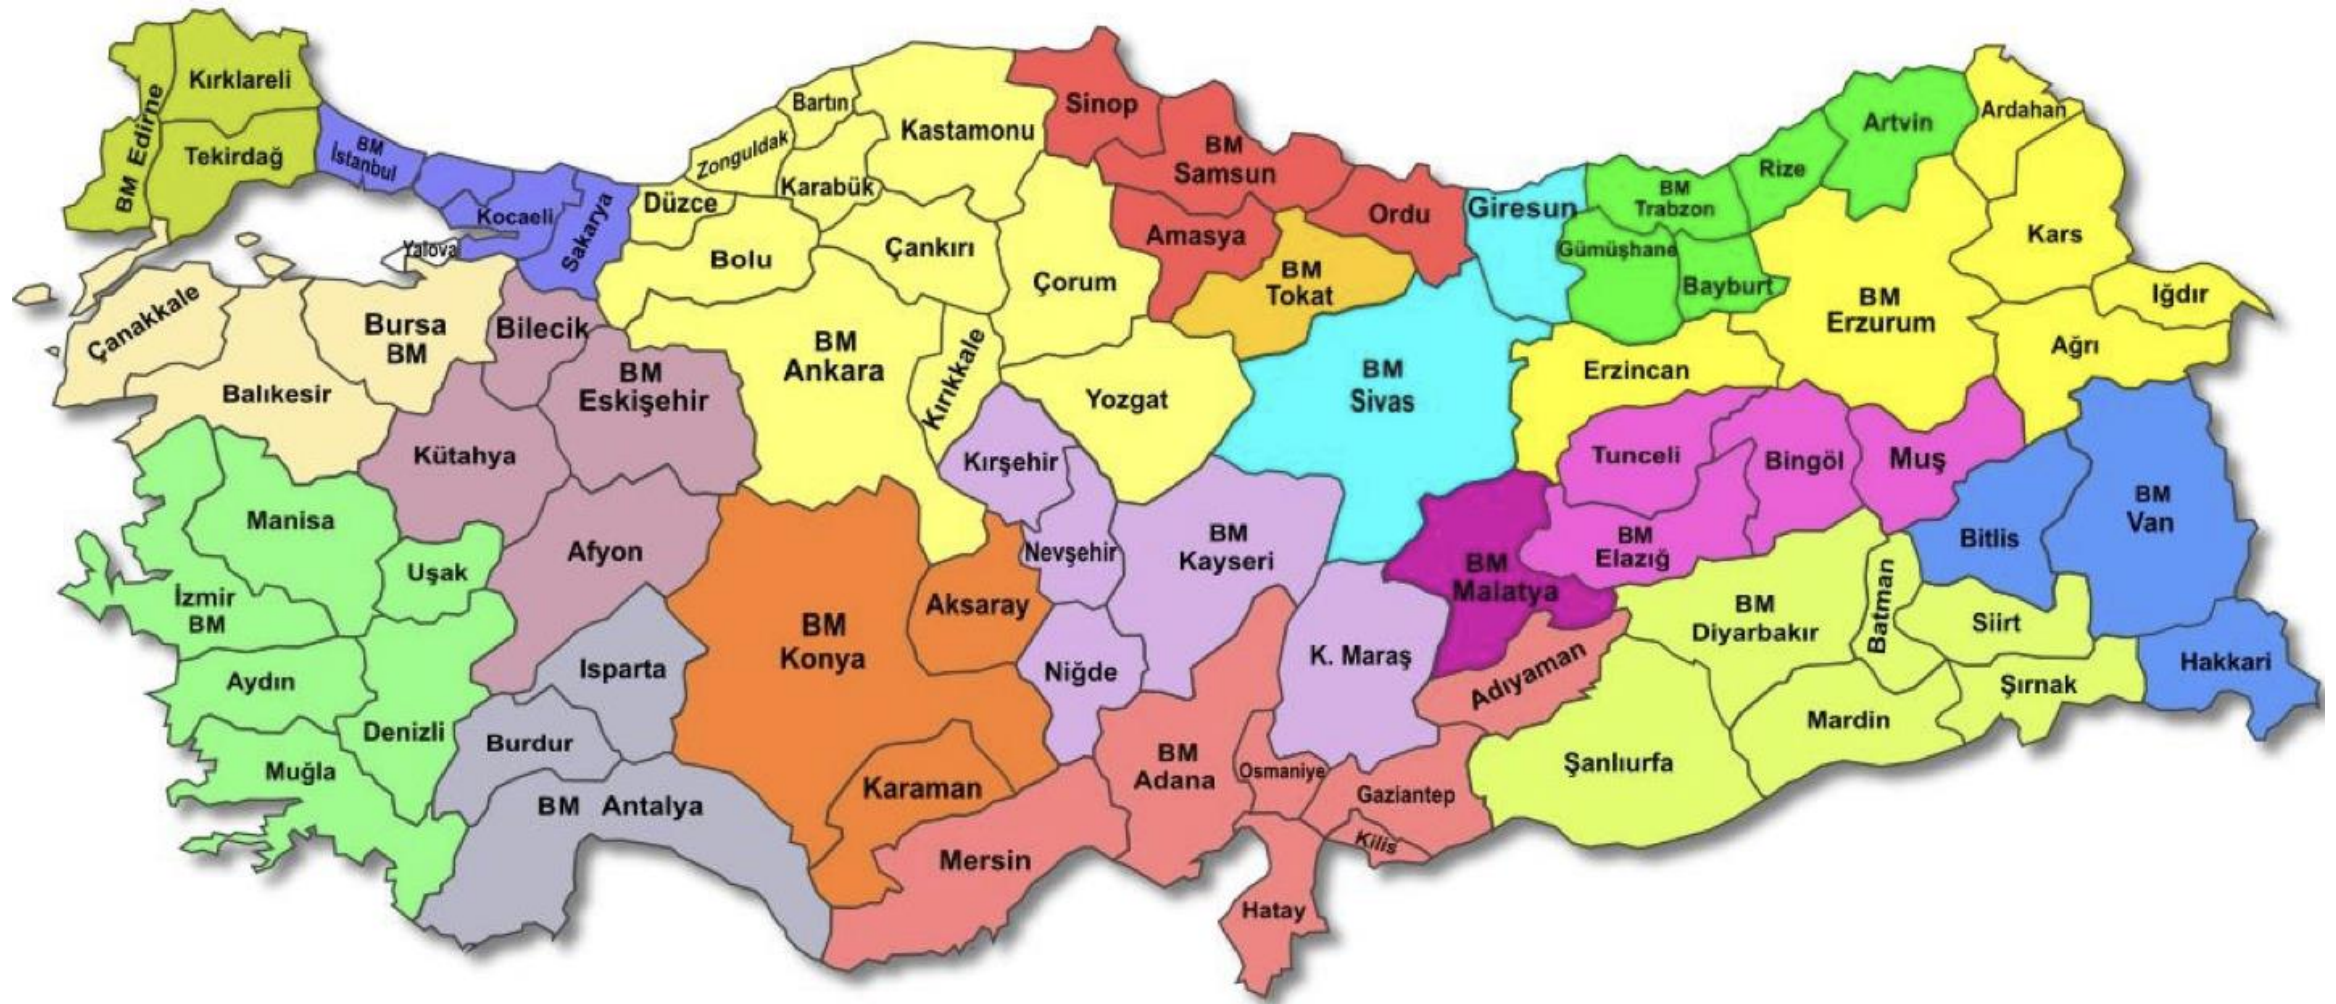 Kırklareli
BM Edirne
Tekirdağ
BM
İstanbul
Kocaeli
Sakarya
Yalova
Düzce
Zonguldak
Bartın
Karabük
Kastamonu
Bolu
Çankırı
Çorum
Sinop
BM
Samsun
Amasya
Ordu
BM
Tokat
Giresun
BM
Trabzon
Rize
Artvin
Gümüşhane
Bayburt
Ardahan
Kars
Iğdır
Ağrı
BM
Erzurum
Erzincan
BM
Sivas
Yozgat
Kırıkkale
BM
Ankara
BM
Eskişehir
Bilecik
Bursa
BM
Çanakkale
Balıkesir
Kütahya
Manisa
Uşak
Afyon
İzmir
BM
Aydın
Denizli
Muğla
Burdur
Isparta
BM Antalya
BM
Konya
Aksaray
Karaman
Kırşehir
Nevşehir
Niğde
BM
Kayseri
K. Maraş
Mersin
BM
Adana
Osmaniye
Gaziantep
Kilis
Hatay
Adıyaman
BM
Malatya
BM
Elazığ
Tunceli
Bingöl
Muş
Bitlis
BM
Van
Hakkari
Siirt
Şırnak
Batman
BM
Diyarbakır
Mardin
Şanlıurfa